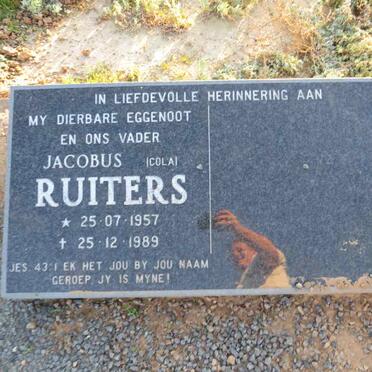 IN LIEFDEVOLLE HERINNERING AAN
MY DIERBARE EGGENOOT
EN ONS VADER
JACOBUS (COLA)
RUITERS
★ 25·07·1957
✝ 25·12·1989
JES. 43:1 EK HET JOU BY JOU NAAM
GEROEP, JY IS MYNE!